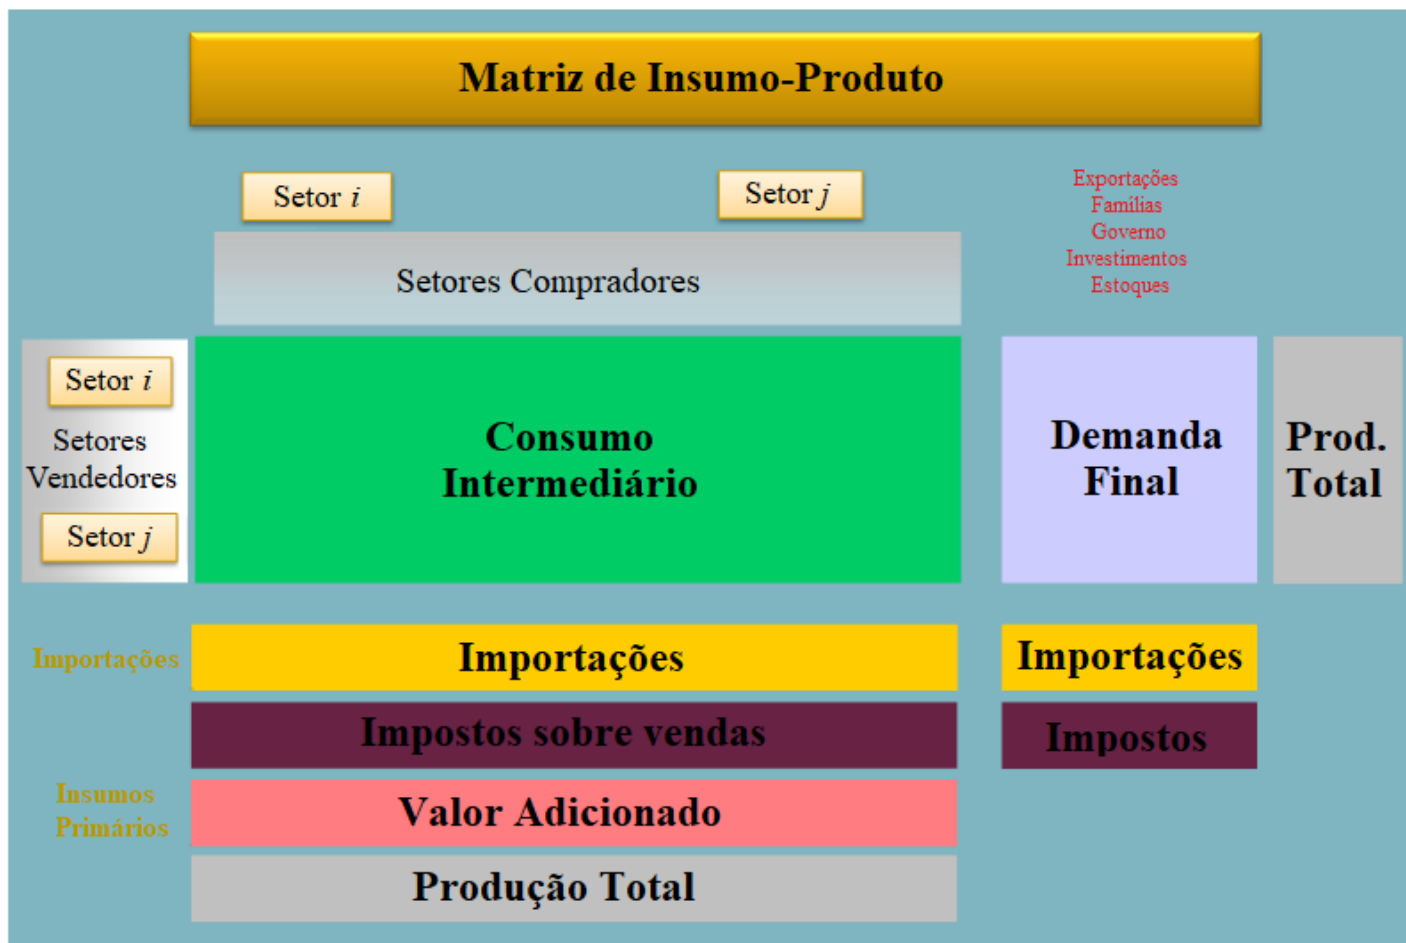 Matriz de Insumo-Produto
Setor i
Setor j
Exportações
Famílias
Governo
Investimentos
Estoques
Setores Compradores
Setor i
Setores
Vendedores
Setor j
Consumo
Intermediário
Demanda
Final
Prod.
Total
Importações
Importações
Importações
Impostos sobre vendas
Impostos
Insumos
Primários
Valor Adicionado
Produção Total